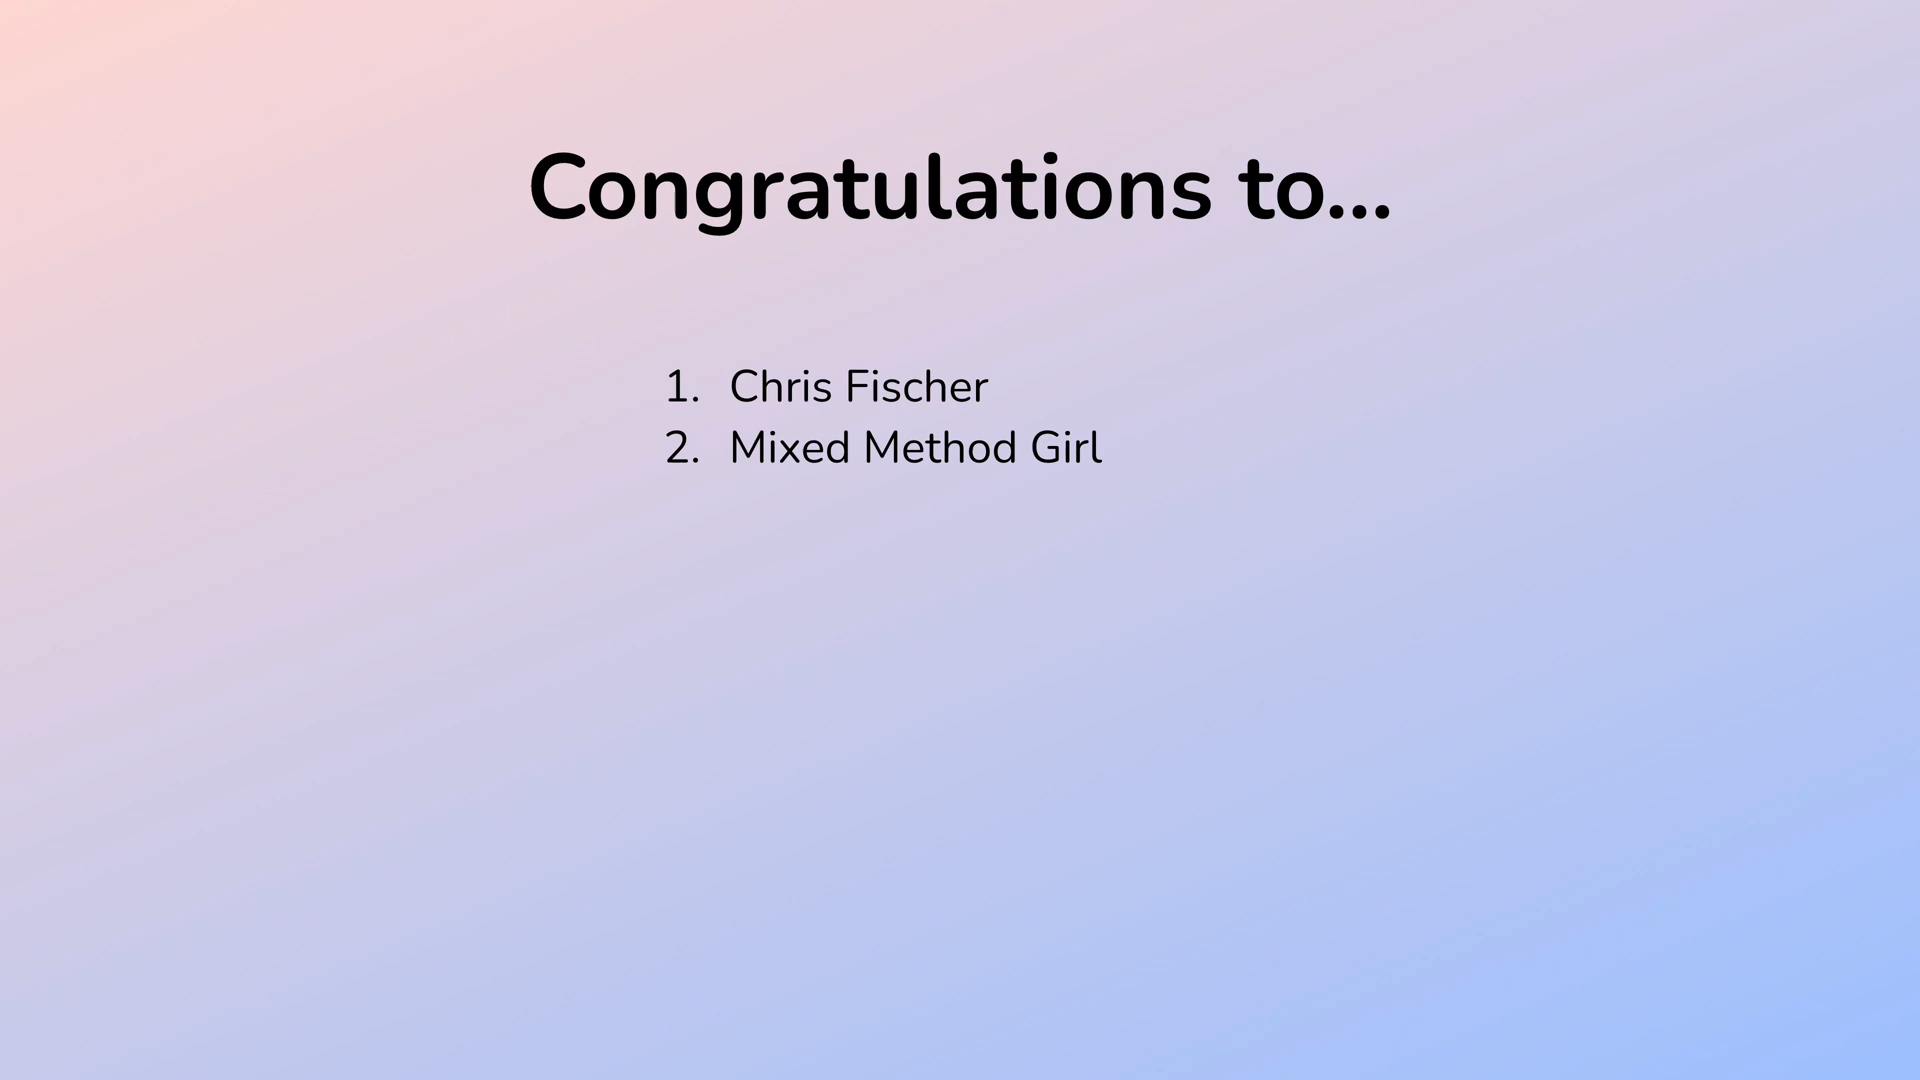 Congratulations to...
1. Chris Fischer
2. Mixed Method Girl